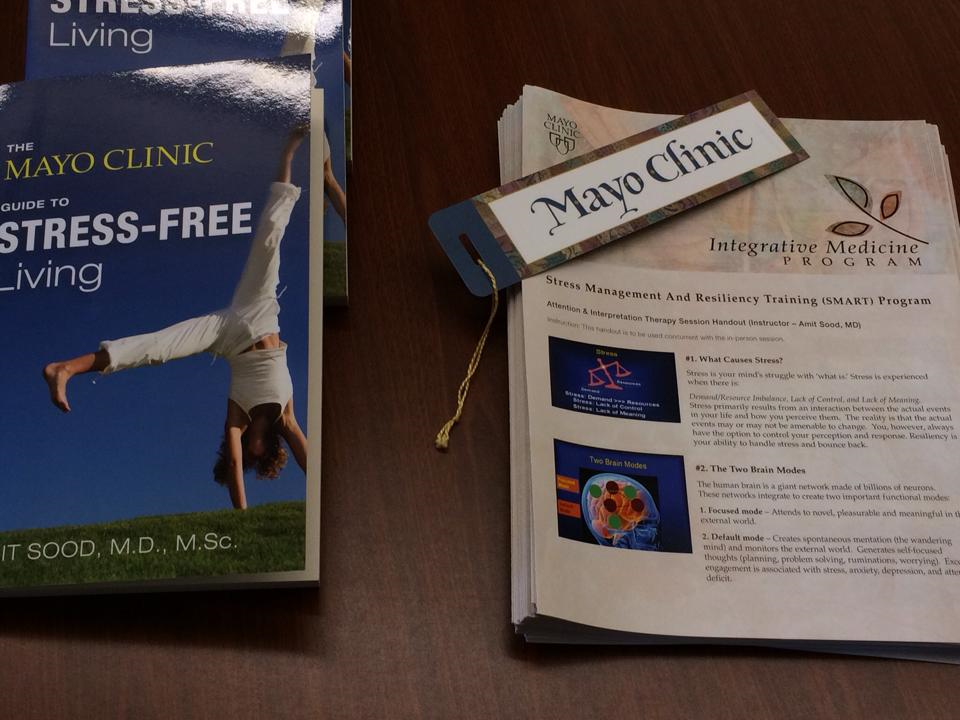 STRESS-FREE
Living
THE
MAYO CLINIC
GUIDE TO
STRESS-FREE
Living
IT SOOD, M.D., M.Sc.
MAYO
CLINIC
Mayo Clinic
Integrative Medicine
PROGRAM
Stress Management And Resiliency Training (SMART) Program
Attention & Interpretation Therapy Session Handout (Instructor – Amit Sood, MD)
Instruction: This handout is to be used concurrent with the in-person session.
Stress
Demand
Resources
Stress: Demand >>> Resources
Stress: Lack of Control
Stress: Lack of Meaning
#1. What Causes Stress?
Stress is your mind's struggle with 'what is.' Stress is experienced
when there is:
Demand/Resource Imbalance, Lack of Control, and Lack of Meaning.
Stress primarily results from an interaction between the actual events
in your life and how you perceive them. The reality is that the actual
events may or may not be amenable to change. You, however, always
have the option to control your perception and response. Resiliency is
your ability to handle stress and bounce back.
Two Brain Modes
Focused
Mode
Default
Mode
#2. The Two Brain Modes
The human brain is a giant network made of billions of neurons.
These networks integrate to create two important functional modes:
1. Focused mode – Attends to novel, pleasurable and meaningful in th
external world.
2. Default mode – Creates spontaneous mentation (the wandering
mind) and monitors the external world. Generates self-focused
thoughts (planning, problem solving, ruminations, worrying). Exc
engagement is associated with stress, anxiety, depression, and atte
deficit.